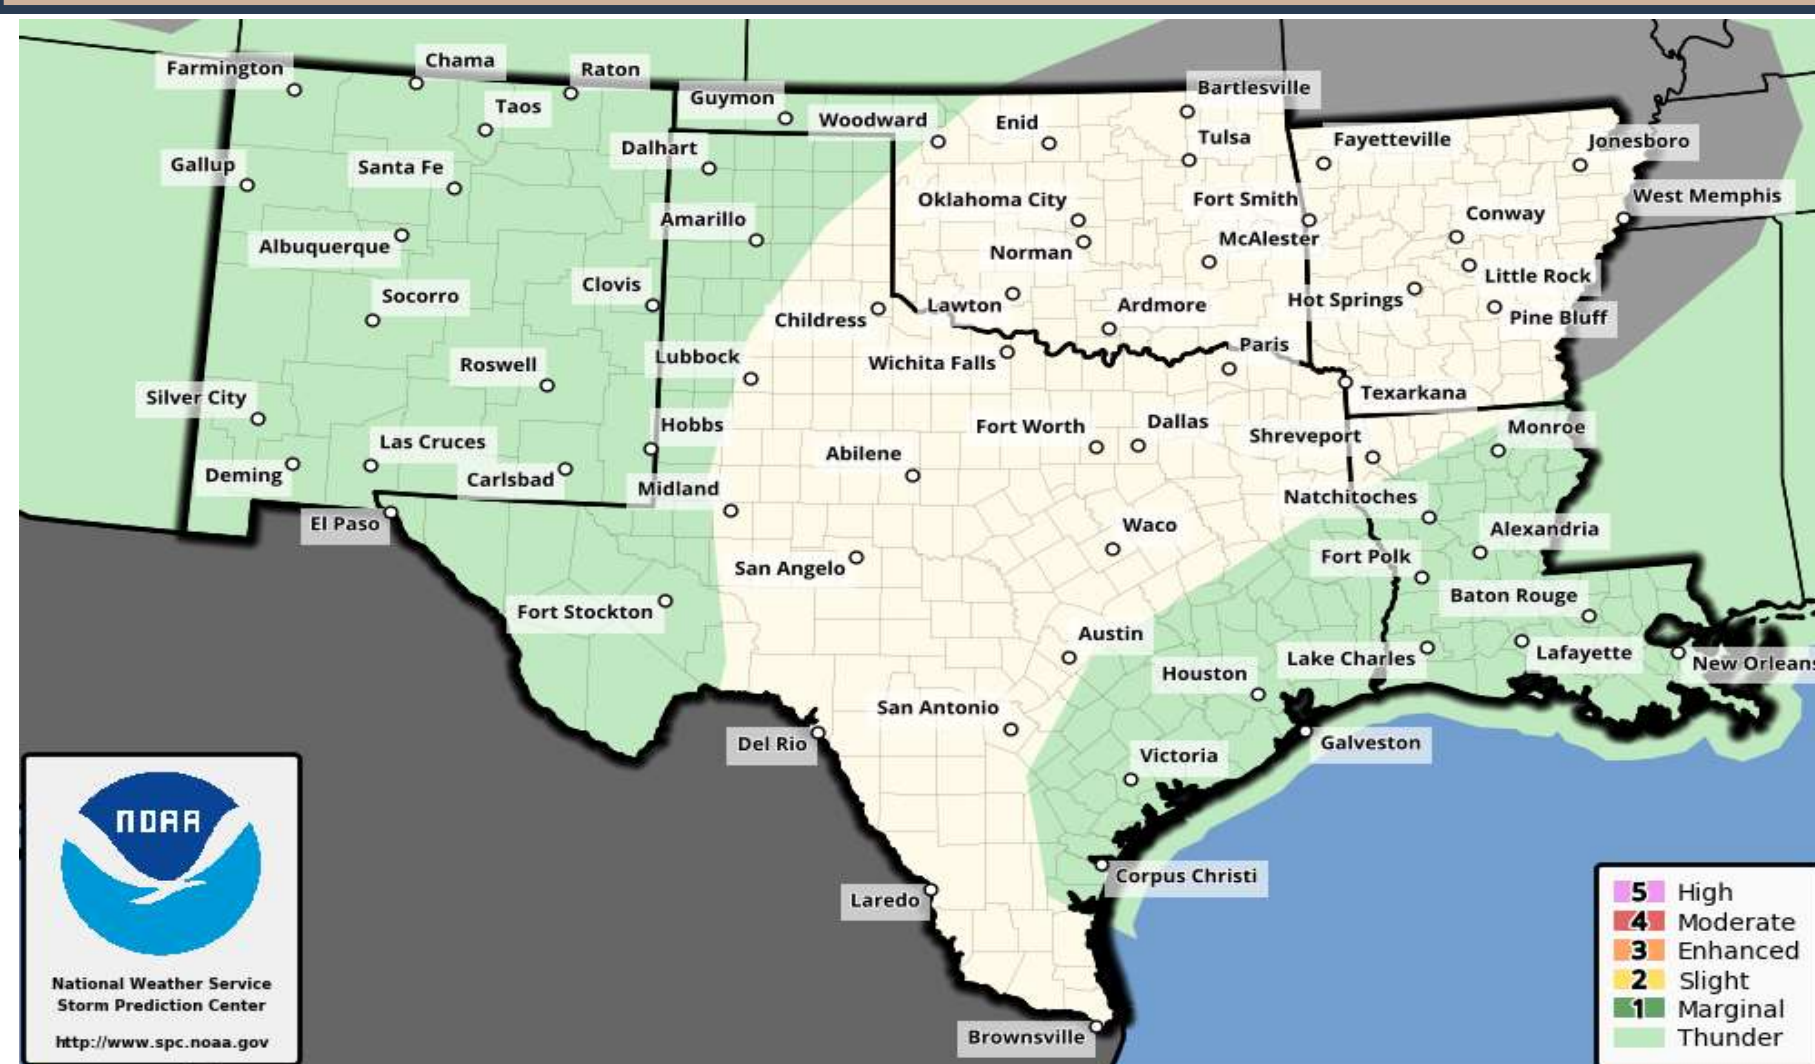 Farmington
Chama
Raton
Taos
Guymon
Woodward
Enid
Bartlesville
Tulsa
Fayetteville
Jonesboro
Gallup
Santa Fe
Dalhart
Amarillo
Oklahoma City
Fort Smith
West Memphis
Conway
Albuquerque
Norman
McAlester
Little Rock
Socorro
Clovis
Childress
Lawton
Ardmore
Hot Springs
Pine Bluff
Roswell
Lubbock
Wichita Falls
Paris
Texarkana
Silver City
Hobbs
Fort Worth
Dallas
Shreveport
Monroe
Las Cruces
Deming
Carlsbad
Midland
Abilene
Natchitoches
El Paso
Waco
Alexandria
San Angelo
Fort Polk
Fort Stockton
Baton Rouge
Austin
Lake Charles
Lafayette
New Orleans
Houston
San Antonio
Del Rio
Victoria
Galveston
Corpus Christi
Laredo
Brownsville
NOAA
National Weather Service
Storm Prediction Center
http://www.spc.noaa.gov
5 High
4 Moderate
3 Enhanced
2 Slight
1 Marginal
Thunder